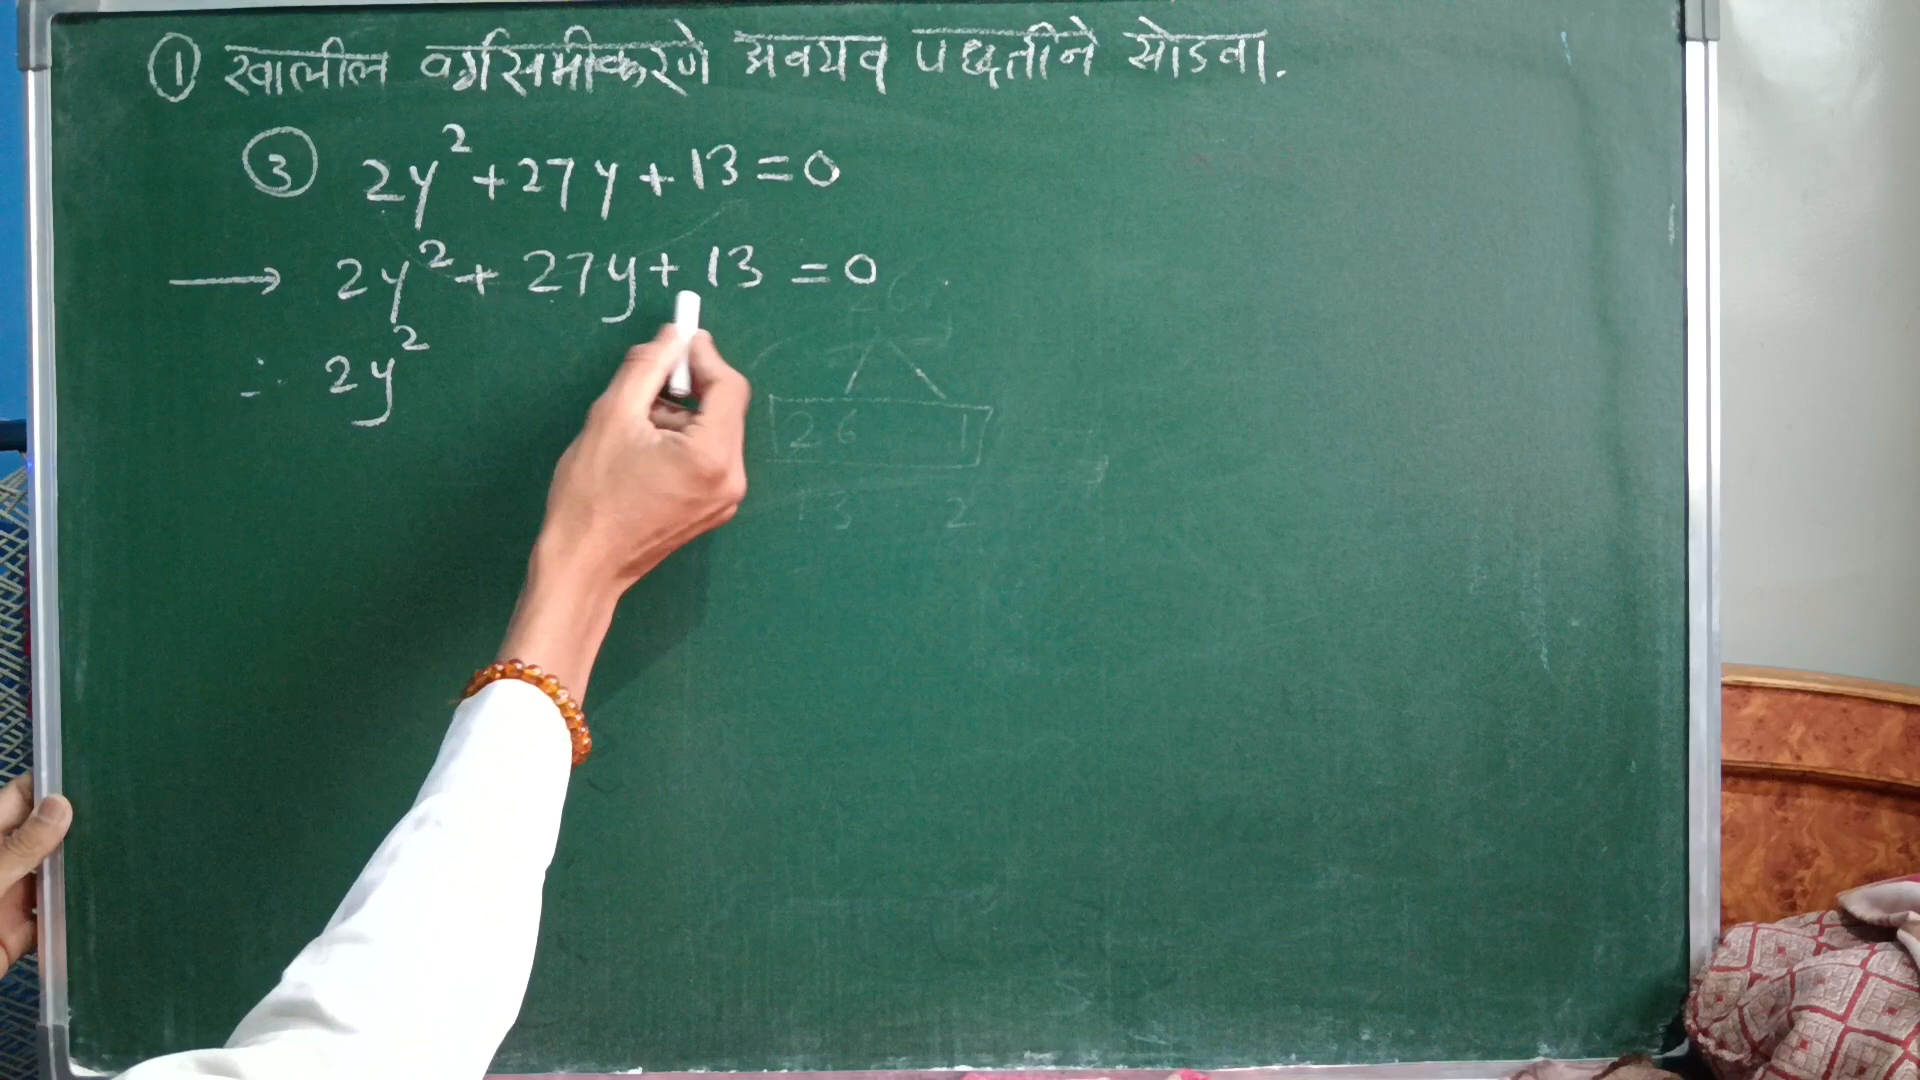 ① खालील वर्गसमीकरणे अवयव पद्धतीने सोडवा.
③ 2y² + 27y + 13 = 0
→ 2y² + 27y + 13 = 0
∴ 2y²
26
26 1
13 2